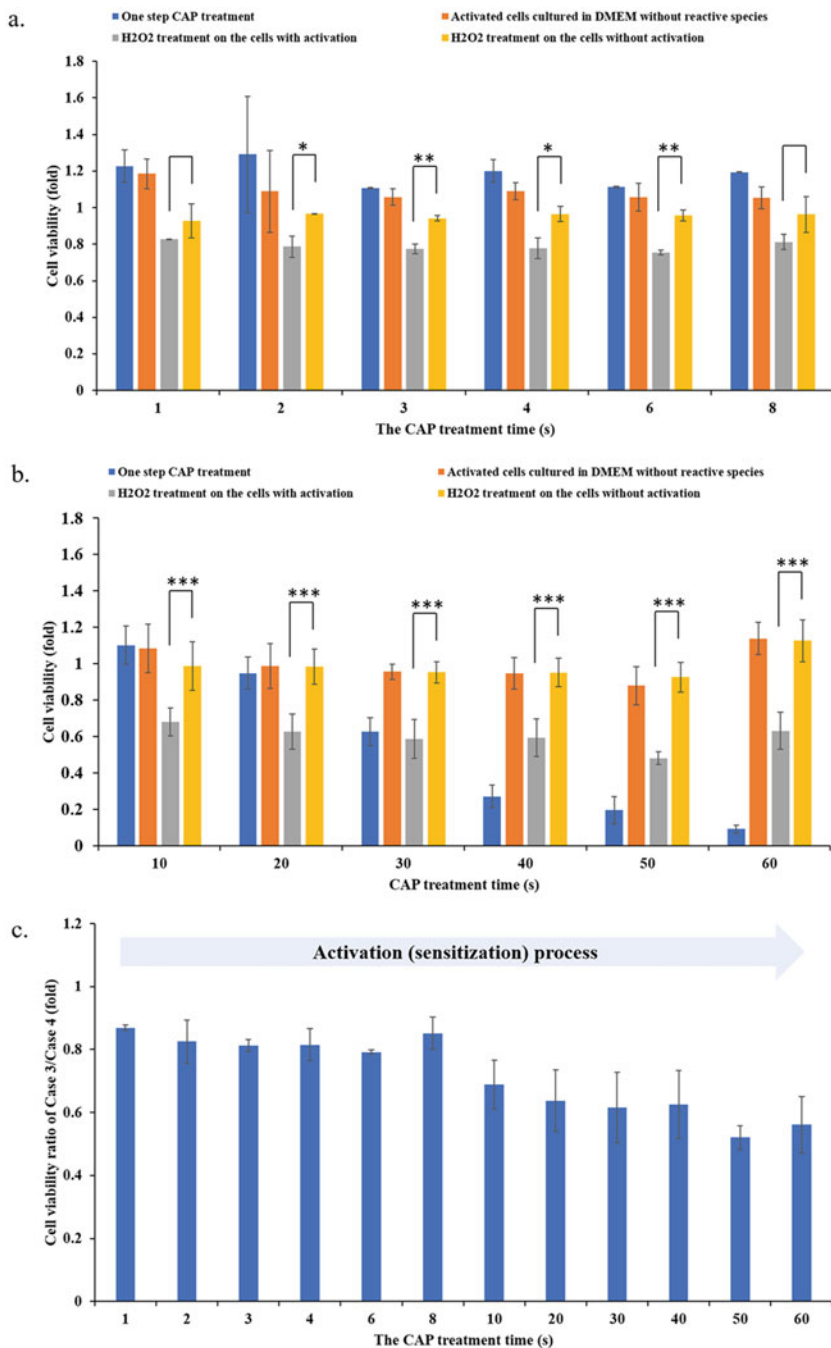 a.
One step CAP treatment
Activated cells cultured in DMEM without reactive species
H2O2 treatment on the cells with activation
H2O2 treatment on the cells without activation
Cell viability (fold)
1.8
1.6
1.4
1.2
1
0.8
0.6
0.4
0.2
0
* ** * **
1 2 3 4 6 8
The CAP treatment time (s)
b.
One step CAP treatment
Activated cells cultured in DMEM without reactive species
H2O2 treatment on the cells with activation
H2O2 treatment on the cells without activation
Cell viability (fold)
1.8
1.6
1.4
1.2
1
0.8
0.6
0.4
0.2
0
*** *** *** *** *** ***
10 20 30 40 50 60
CAP treatment time (s)
c.
Cell viability ratio of Case 3/Case 4 (fold)
1.2
1
0.8
0.6
0.4
0.2
0
Activation (sensitization) process
1 2 3 4 6 8 10 20 30 40 50 60
The CAP treatment time (s)